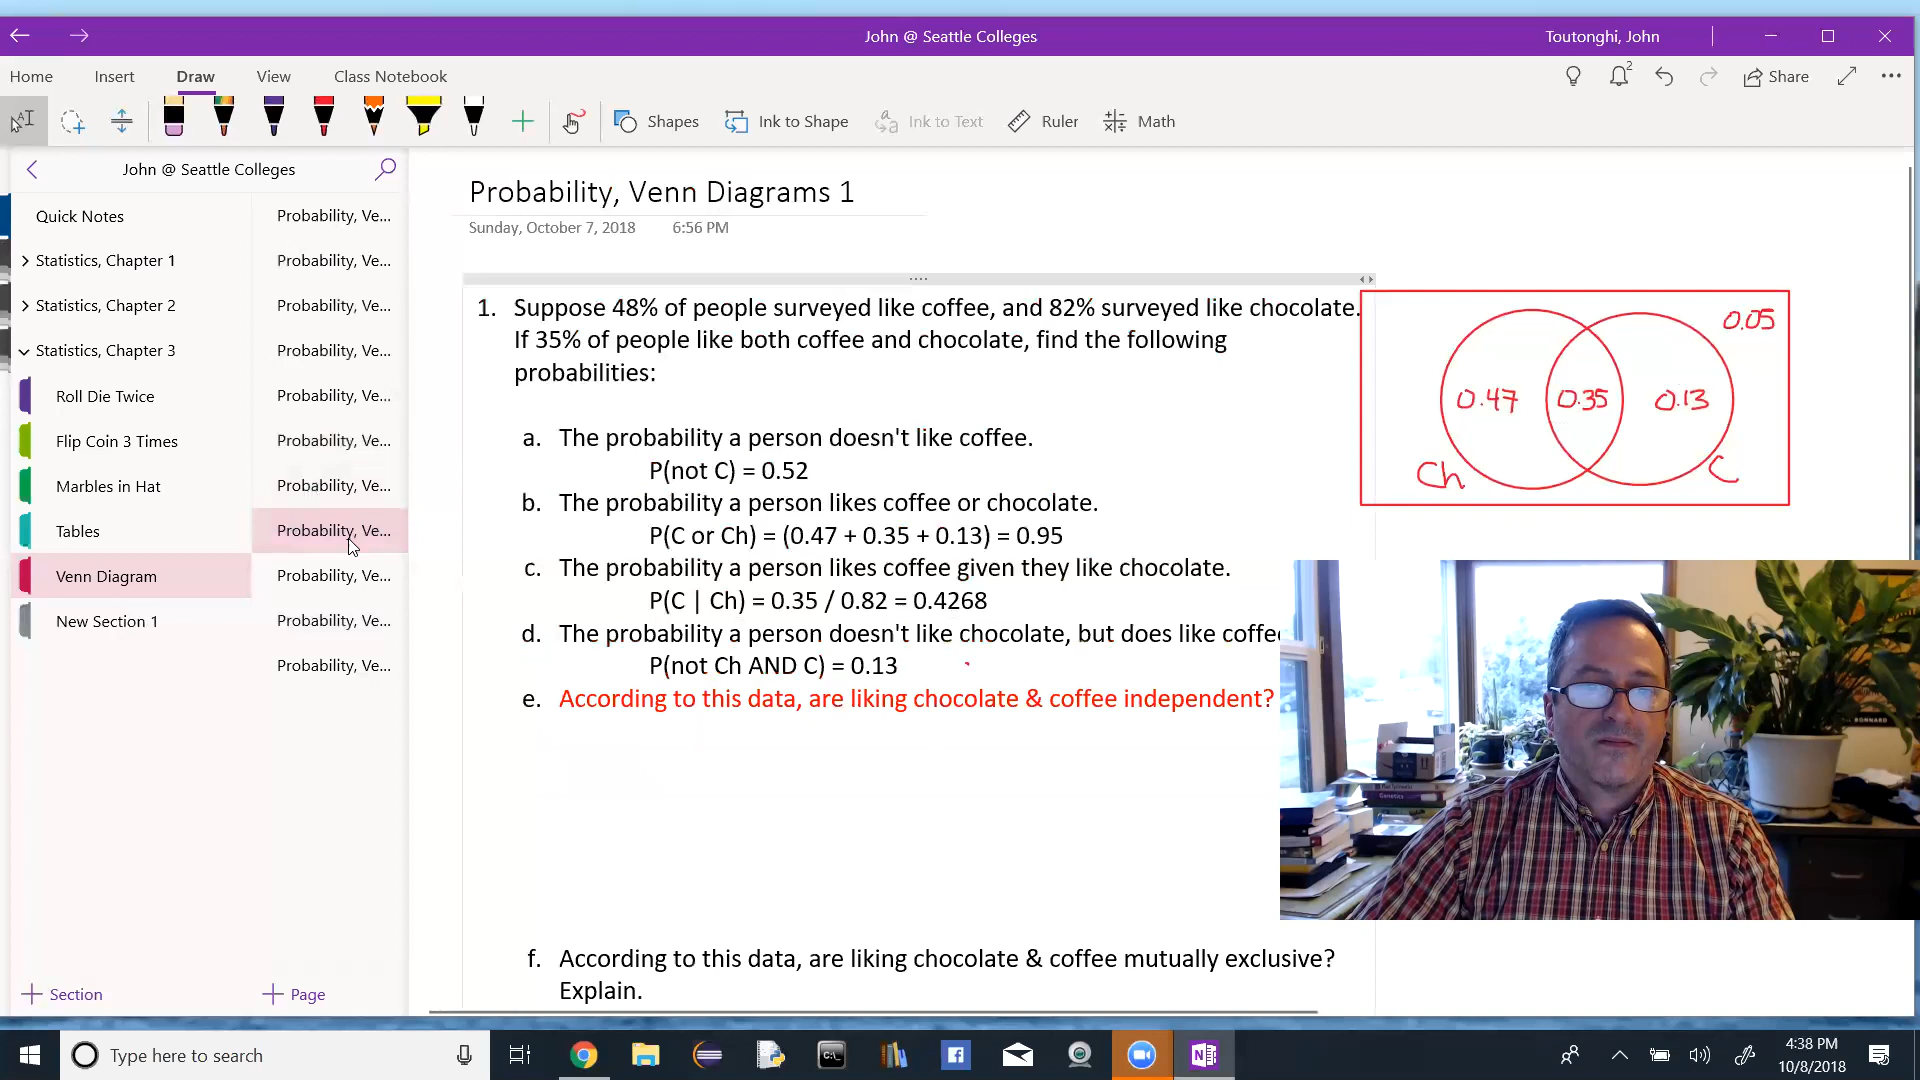 John @ Seattle Colleges
Toutonghi, John
Home Insert Draw View Class Notebook
2
Share
Shapes Ink to Shape Ink to Text Ruler Math
John @ Seattle Colleges
Quick Notes
Statistics, Chapter 1
Statistics, Chapter 2
Statistics, Chapter 3
Roll Die Twice
Flip Coin 3 Times
Marbles in Hat
Tables
Venn Diagram
New Section 1
Probability, Ve...
Probability, Ve...
Probability, Ve...
Probability, Ve...
Probability, Ve...
Probability, Ve...
Probability, Ve...
Probability, Ve...
Probability, Ve...
Probability, Ve...
Probability, Ve...
Section
Page
Probability, Venn Diagrams 1
Sunday, October 7, 2018 6:56 PM
1. Suppose 48% of people surveyed like coffee, and 82% surveyed like chocolate.
If 35% of people like both coffee and chocolate, find the following
probabilities:
a. The probability a person doesn't like coffee.
P(not C) = 0.52
b. The probability a person likes coffee or chocolate.
P(C or Ch) = (0.47 + 0.35 + 0.13) = 0.95
c. The probability a person likes coffee given they like chocolate.
P(C | Ch) = 0.35 / 0.82 = 0.4268
d. The probability a person doesn't like chocolate, but does like coffe
P(not Ch AND C) = 0.13
e. According to this data, are liking chocolate & coffee independent?
f. According to this data, are liking chocolate & coffee mutually exclusive?
Explain.
0.05
0.47 0.35 0.13
Ch C
Genetics
BONNARD
Type here to search
C:\
4:38 PM
10/8/2018